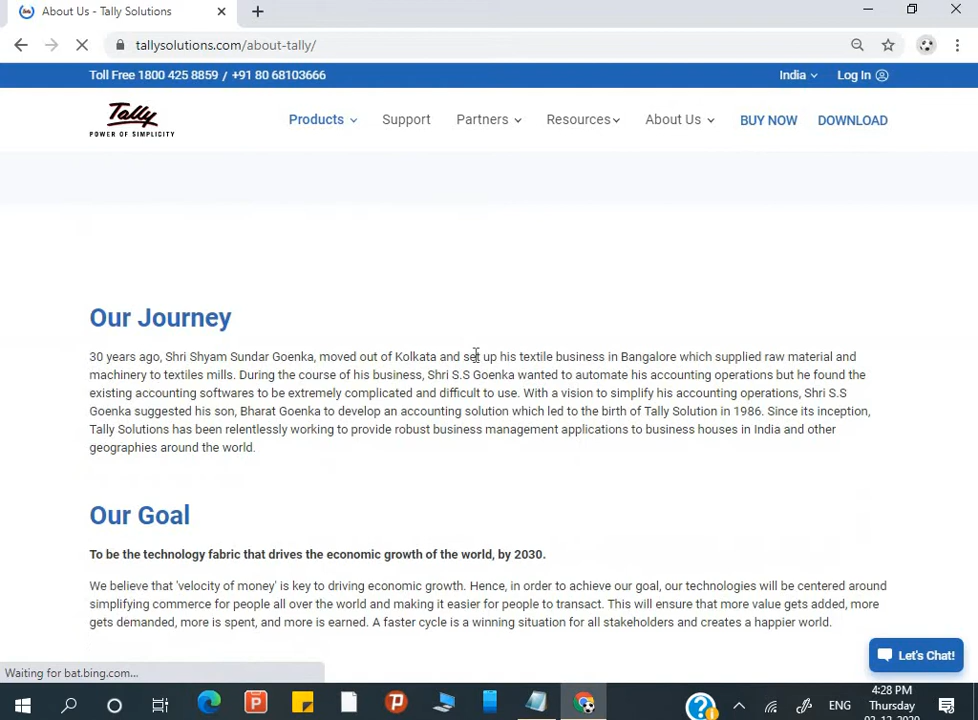 About Us - Tally Solutions
tallysolutions.com/about-tally/
Toll Free 1800 425 8859 / +91 80 68103666
India
Log In
Tally
POWER OF SIMPLICITY
Products
Support
Partners
Resources
About Us
BUY NOW
DOWNLOAD
Our Journey
30 years ago, Shri Shyam Sundar Goenka, moved out of Kolkata and set up his textile business in Bangalore which supplied raw material and
machinery to textiles mills. During the course of his business, Shri S.S Goenka wanted to automate his accounting operations but he found the
existing accounting softwares to be extremely complicated and difficult to use. With a vision to simplify his accounting operations, Shri S.S
Goenka suggested his son, Bharat Goenka to develop an accounting solution which led to the birth of Tally Solution in 1986. Since its inception,
Tally Solutions has been relentlessly working to provide robust business management applications to business houses in India and other
geographies around the world.
Our Goal
To be the technology fabric that drives the economic growth of the world, by 2030.
We believe that 'velocity of money' is key to driving economic growth. Hence, in order to achieve our goal, our technologies will be centered around
simplifying commerce for people all over the world and making it easier for people to transact. This will ensure that more value gets added, more
gets demanded, more is spent, and more is earned. A faster cycle is a winning situation for all stakeholders and creates a happier world.
Let's Chat!
Waiting for bat.bing.com...
ENG
4:28 PM
Thursday
03-12-2020